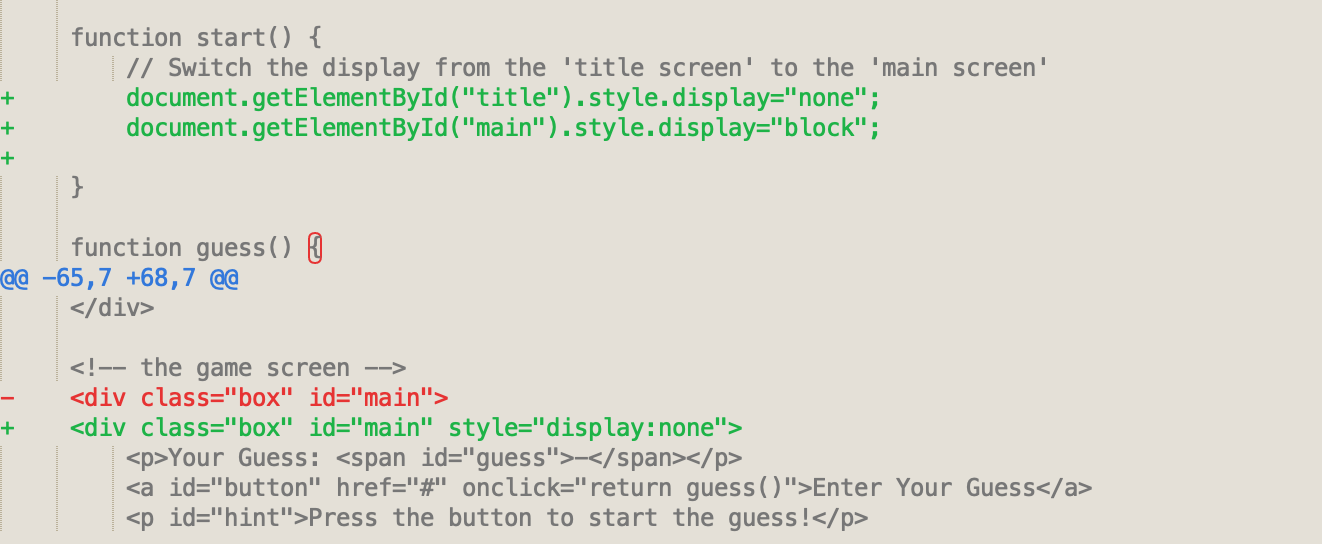 function start() {
// Switch the display from the 'title screen' to the 'main screen'
+ document.getElementById("title").style.display="none";
+ document.getElementById("main").style.display="block";
+
}
function guess() {
@@ -65,7 +68,7 @@
</div>
<!-- the game screen -->
- <div class="box" id="main">
+ <div class="box" id="main" style="display:none">
<p>Your Guess: <span id="guess">-</span></p>
<a id="button" href="#" onclick="return guess()">Enter Your Guess</a>
<p id="hint">Press the button to start the guess!</p>